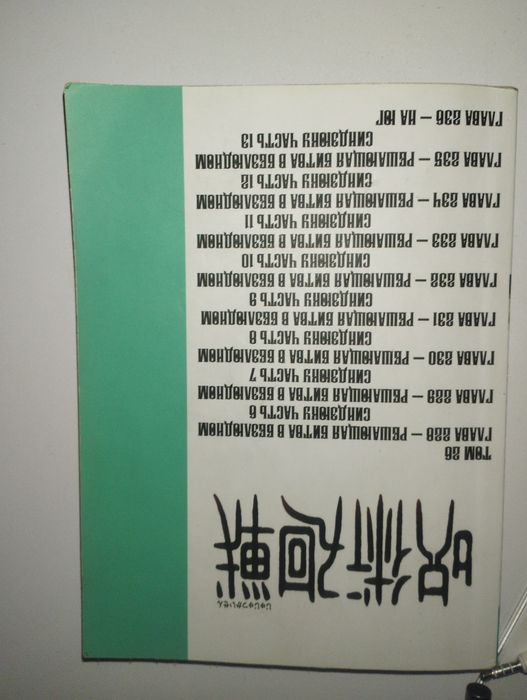 呪術廻戦
ТОМ 26
ГЛАВА 228 — РЕШАЮЩАЯ БИТВА В БЕЗЛЮДНОМ
СИНДЗЮКУ ЧАСТЬ 6
ГЛАВА 229 — РЕШАЮЩАЯ БИТВА В БЕЗЛЮДНОМ
СИНДЗЮКУ ЧАСТЬ 7
ГЛАВА 230 — РЕШАЮЩАЯ БИТВА В БЕЗЛЮДНОМ
СИНДЗЮКУ ЧАСТЬ 8
ГЛАВА 231 — РЕШАЮЩАЯ БИТВА В БЕЗЛЮДНОМ
СИНДЗЮКУ ЧАСТЬ 9
ГЛАВА 232 — РЕШАЮЩАЯ БИТВА В БЕЗЛЮДНОМ
СИНДЗЮКУ ЧАСТЬ 10
ГЛАВА 233 — РЕШАЮЩАЯ БИТВА В БЕЗЛЮДНОМ
СИНДЗЮКУ ЧАСТЬ 11
ГЛАВА 234 — РЕШАЮЩАЯ БИТВА В БЕЗЛЮДНОМ
СИНДЗЮКУ ЧАСТЬ 12
ГЛАВА 235 — РЕШАЮЩАЯ БИТВА В БЕЗЛЮДНОМ
СИНДЗЮКУ ЧАСТЬ 13
ГЛАВА 236 — НА ЮГ